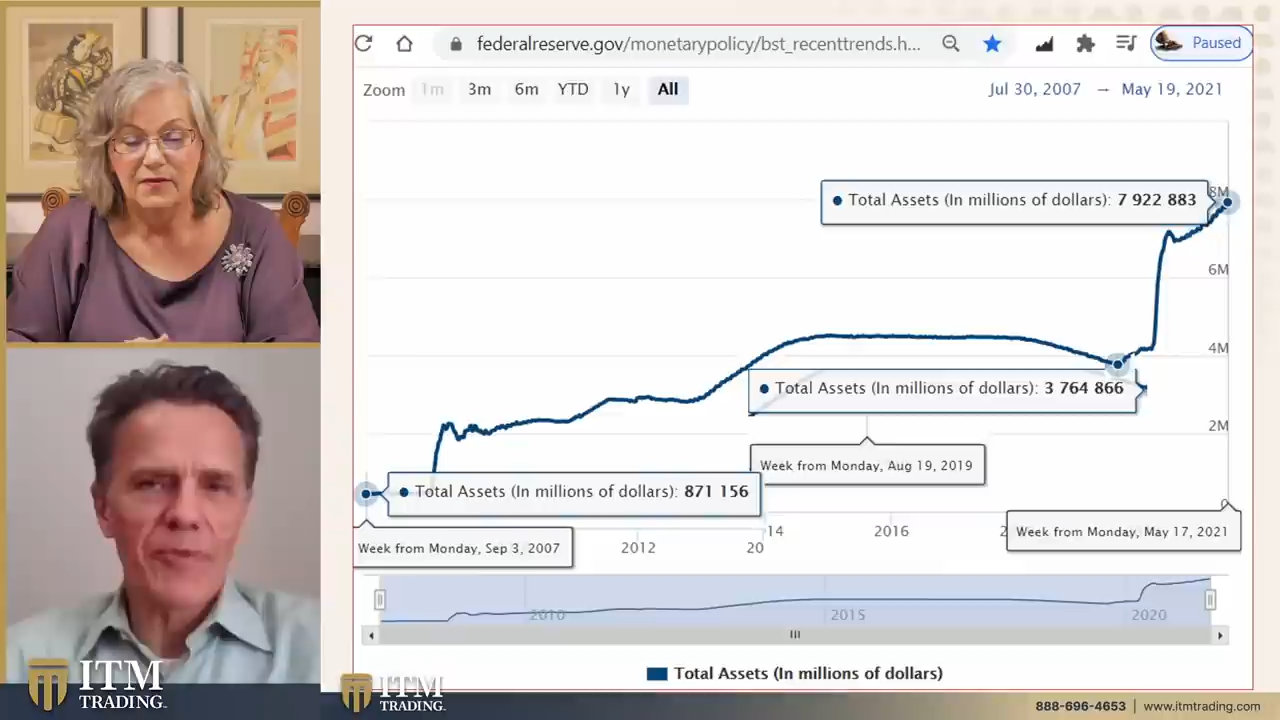 federalreserve.gov/monetarypolicy/bst_recenttrends.h...
Paused
Zoom 1m 3m 6m YTD 1y All
Jul 30, 2007 → May 19, 2021
8M
Total Assets (In millions of dollars): 7 922 883
6M
4M
Total Assets (In millions of dollars): 3 764 866
2M
Week from Monday, Aug 19, 2019
Total Assets (In millions of dollars): 871 156
0
Week from Monday, Sep 3, 2007
2012
20
14
2016
2
Week from Monday, May 17, 2021
2010
2015
2020
Total Assets (In millions of dollars)
ITM
TRADING.
ITM
TRADING.
888-696-4653 | www.itmtrading.com